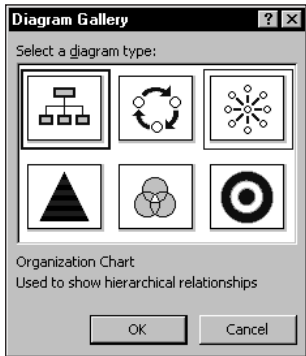 Diagram Gallery
Select a diagram type:
Organization Chart
Used to show hierarchical relationships
OK
Cancel